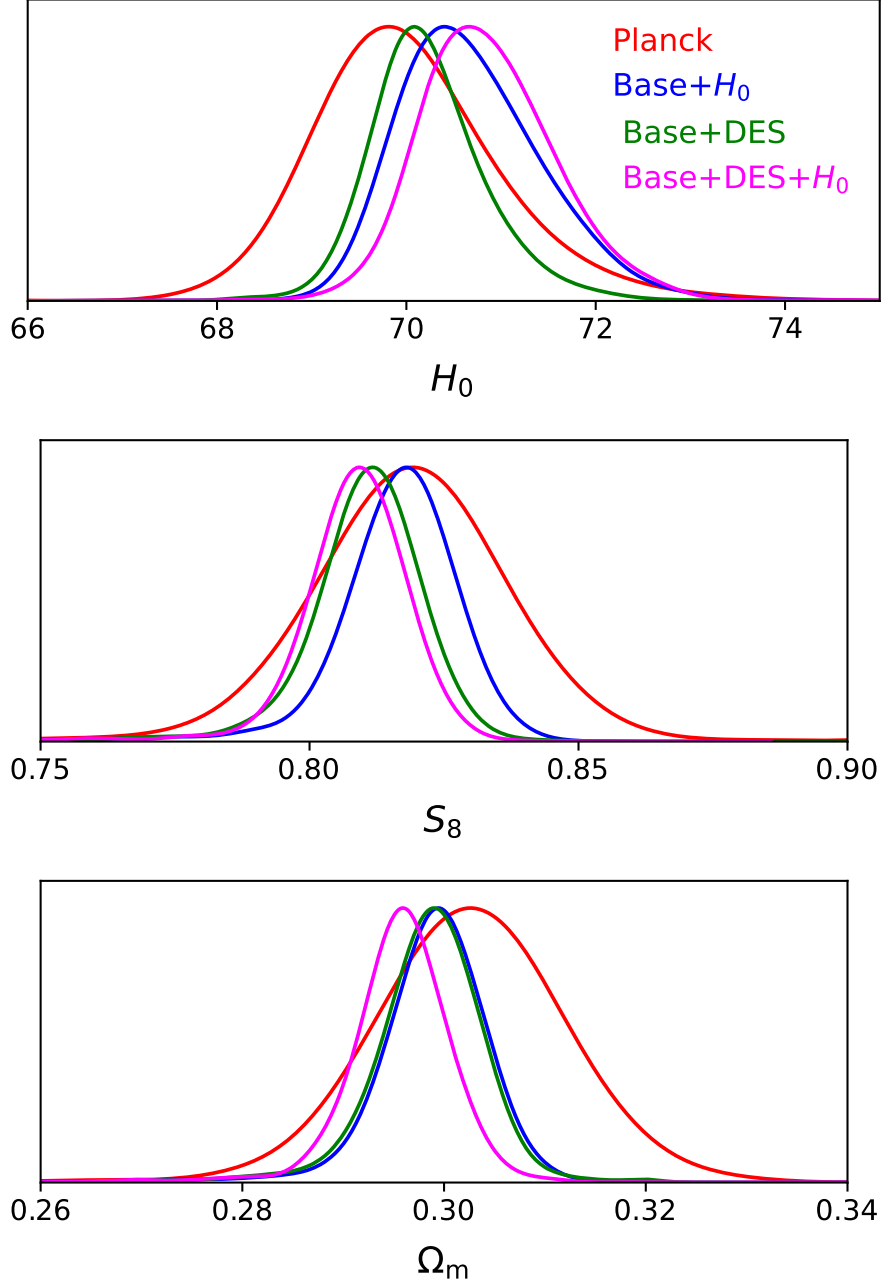 Planck
Base+H₀
Base+DES
Base+DES+H₀
66 68 70 72 74
H₀
0.75 0.80 0.85 0.90
S₈
0.26 0.28 0.30 0.32 0.34
Ωₘ